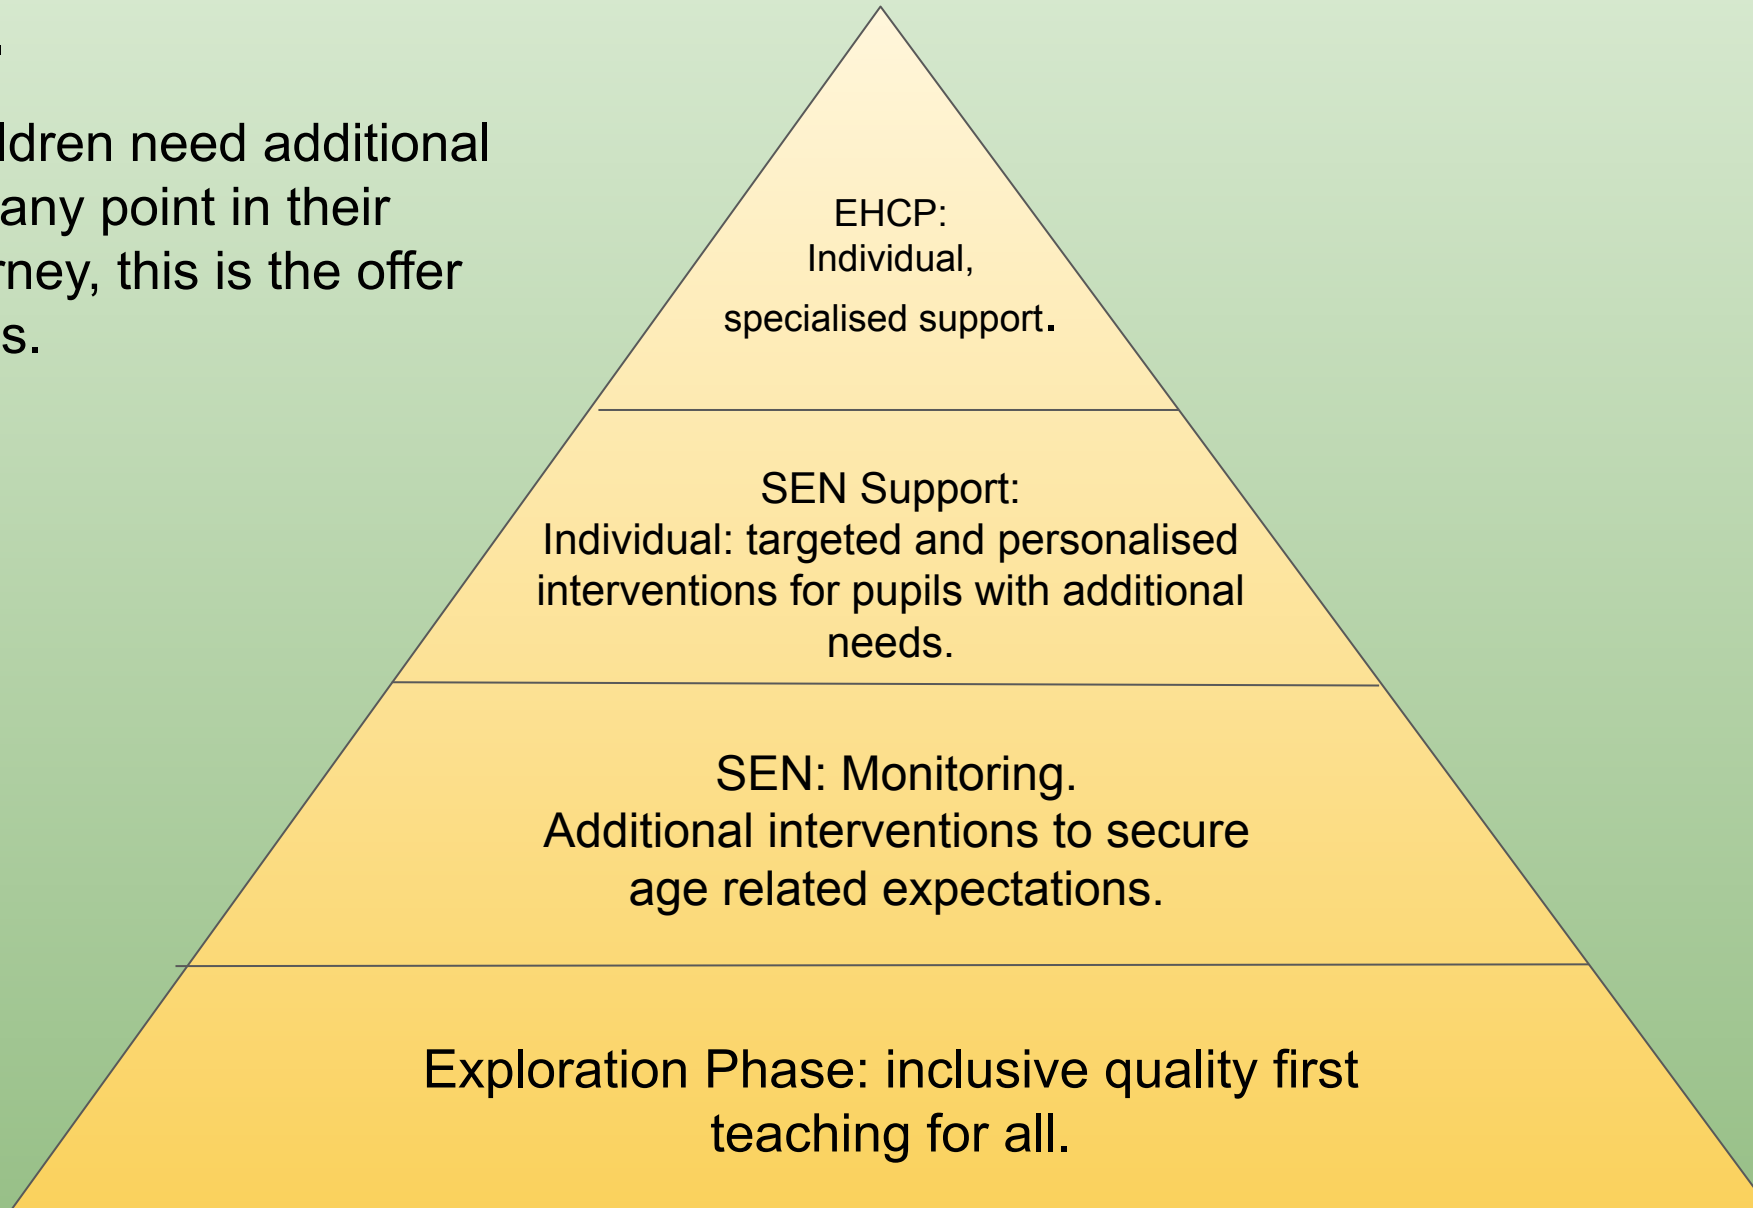 ldren need additional
any point in their
rney, this is the offer
s.
EHCP:
Individual,
specialised support.
SEN Support:
Individual: targeted and personalised
interventions for pupils with additional
needs.
SEN: Monitoring.
Additional interventions to secure
age related expectations.
Exploration Phase: inclusive quality first
teaching for all.